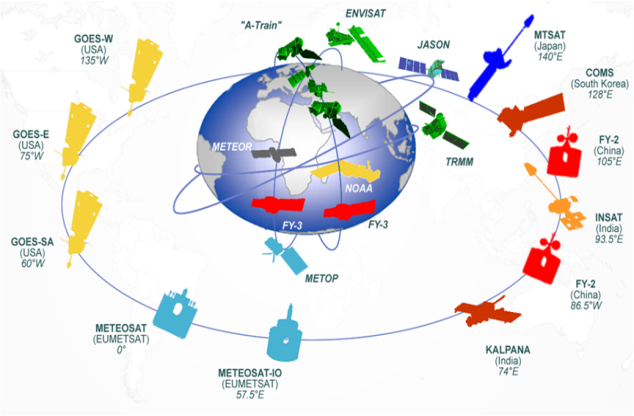 "A-Train"
ENVISAT
JASON
GOES-W
(USA)
135°W
MTSAT
(Japan)
140°E
COMS
(South Korea)
128°E
GOES-E
(USA)
75°W
FY-2
(China)
105°E
METEOR
TRMM
NOAA
FY-3
FY-3
INSAT
(India)
93.5°E
GOES-SA
(USA)
60°W
METOP
FY-2
(China)
86.5°W
METEOSAT
(EUMETSAT)
0°
KALPANA
(India)
74°E
METEOSAT-IO
(EUMETSAT)
57.5°E